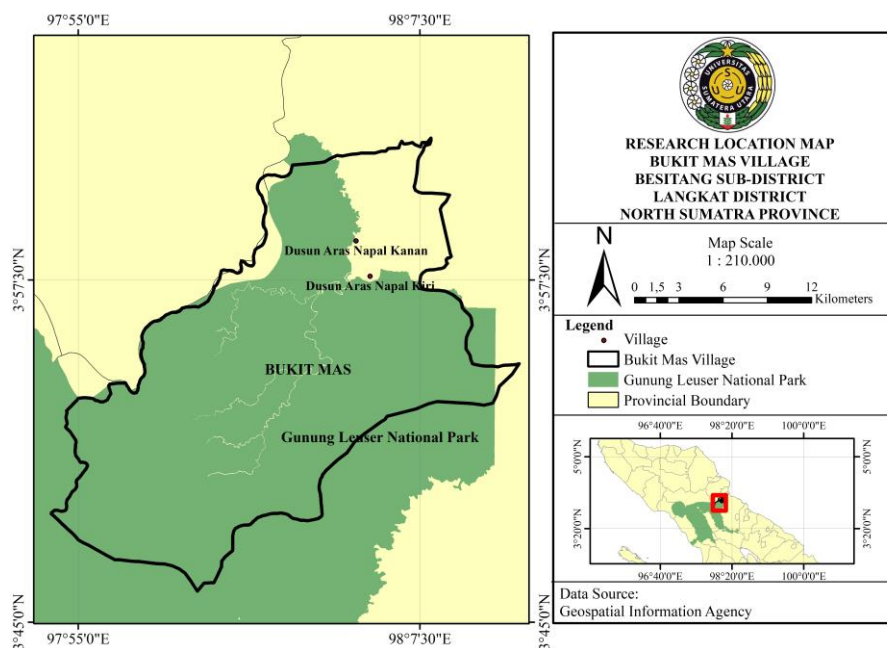 97°55'0"E 98°7'30"E
3°57'30"N 3°57'30"N
3°45'0"N 3°45'0"N
97°55'0"E 98°7'30"E
Dusun Aras Napal Kanan
Dusun Aras Napal Kiri
BUKIT MAS
Gunung Leuser National Park
UNIVERSITAS
SUMATERA UTARA
RESEARCH LOCATION MAP
BUKIT MAS VILLAGE
BESITANG SUB-DISTRICT
LANGKAT DISTRICT
NORTH SUMATRA PROVINCE
N
Map Scale
1 : 210.000
0 1,5 3 6 9 12
Kilometers
Legend
Village
Bukit Mas Village
Gunung Leuser National Park
Provincial Boundary
96°40'0"E 98°20'0"E 100°0'0"E
5°0'0"N 5°0'0"N
3°20'0"N 3°20'0"N
96°40'0"E 98°20'0"E 100°0'0"E
Data Source:
Geospatial Information Agency